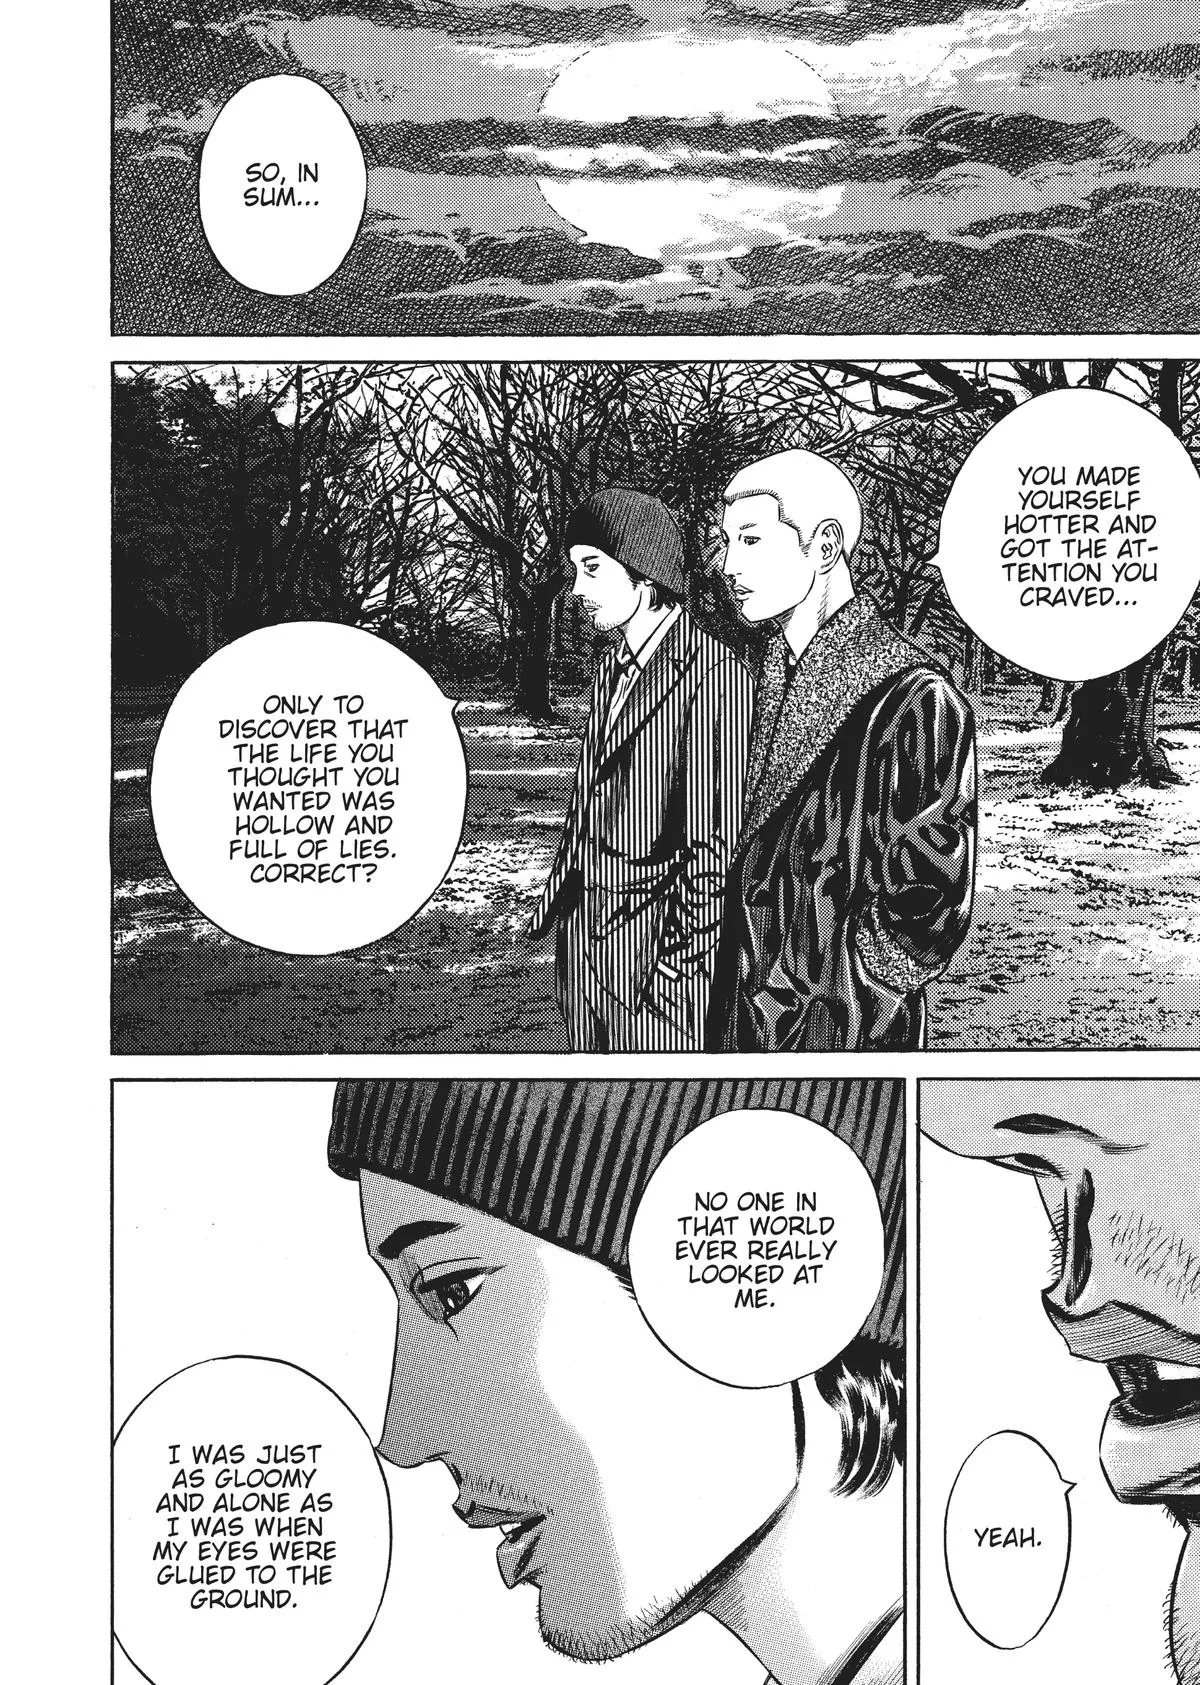 SO, IN
SUM...
YOU MADE
YOURSELF
HOTTER AND
GOT THE AT-
TENTION YOU
CRAVED...
ONLY TO
DISCOVER THAT
THE LIFE YOU
THOUGHT YOU
WANTED WAS
HOLLOW AND
FULL OF LIES.
CORRECT?
YEAH.
NO ONE IN
THAT WORLD
EVER REALLY
LOOKED AT
ME.
I WAS JUST
AS GLOOMY
AND ALONE AS
I WAS WHEN
MY EYES WERE
GLUED TO THE
GROUND.